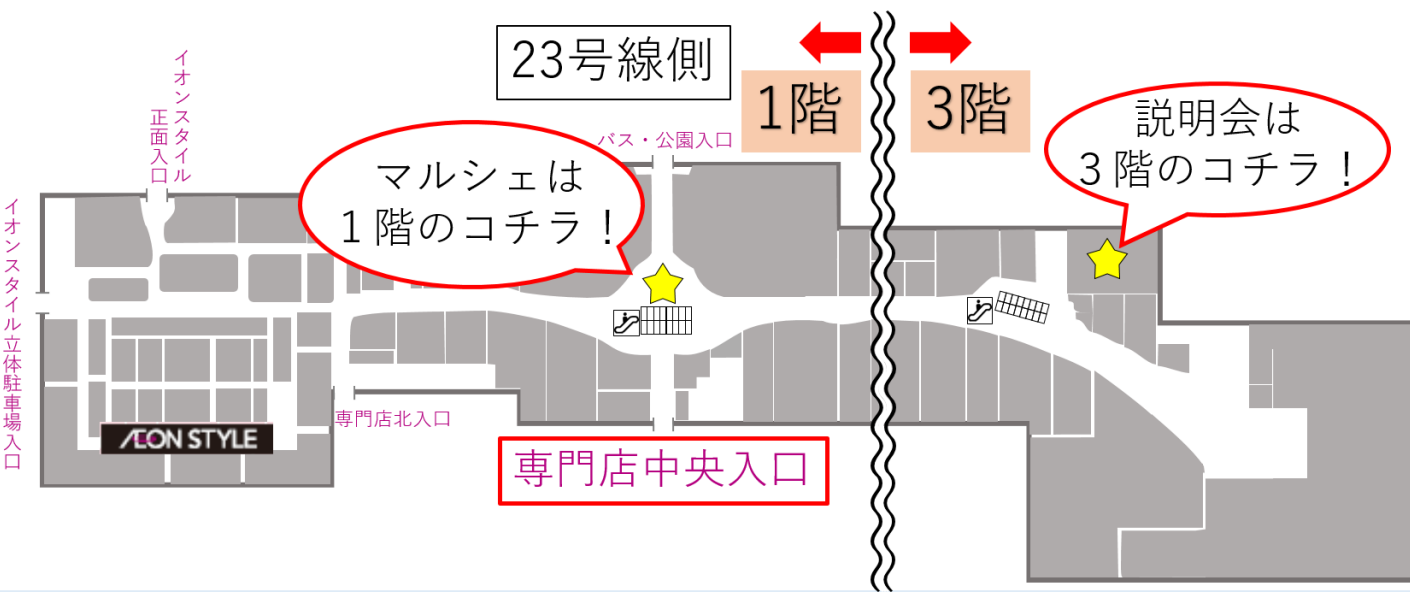 23号線側
1階
3階
説明会は
３階のコチラ！
マルシェは
１階のコチラ！
バス・公園入口
イオンスタイル
正面入口
イオンスタイル立体駐車場入口
専門店北入口
ÆON STYLE
専門店中央入口